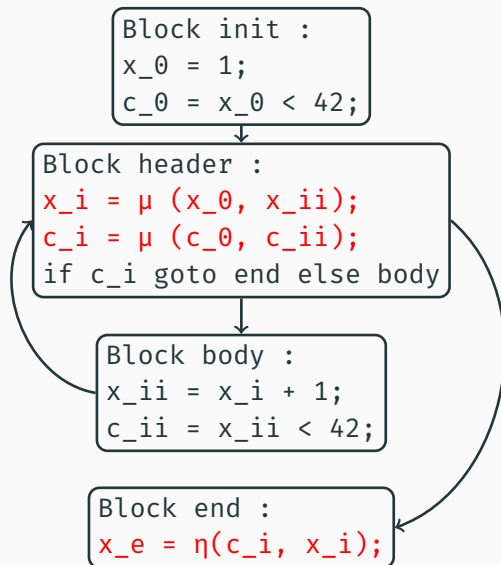 Block init :
x_0 = 1;
c_0 = x_0 < 42;
Block header :
x_i = μ (x_0, x_ii);
c_i = μ (c_0, c_ii);
if c_i goto end else body
Block body :
x_ii = x_i + 1;
c_ii = x_ii < 42;
Block end :
x_e = η(c_i, x_i);